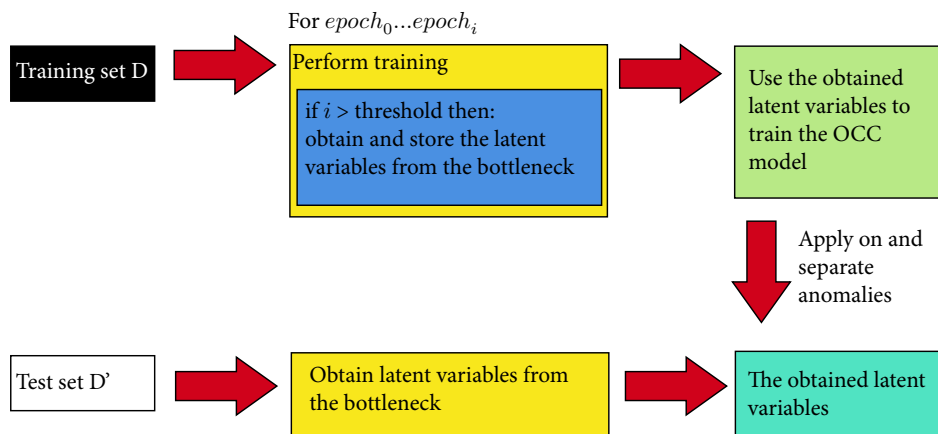 For epoch₀...epochᵢ
Training set D
Perform training
if i > threshold then:
obtain and store the latent
variables from the bottleneck
Use the obtained
latent variables to
train the OCC
model
Apply on and
separate
anomalies
Test set D’
Obtain latent variables from
the bottleneck
The obtained latent
variables